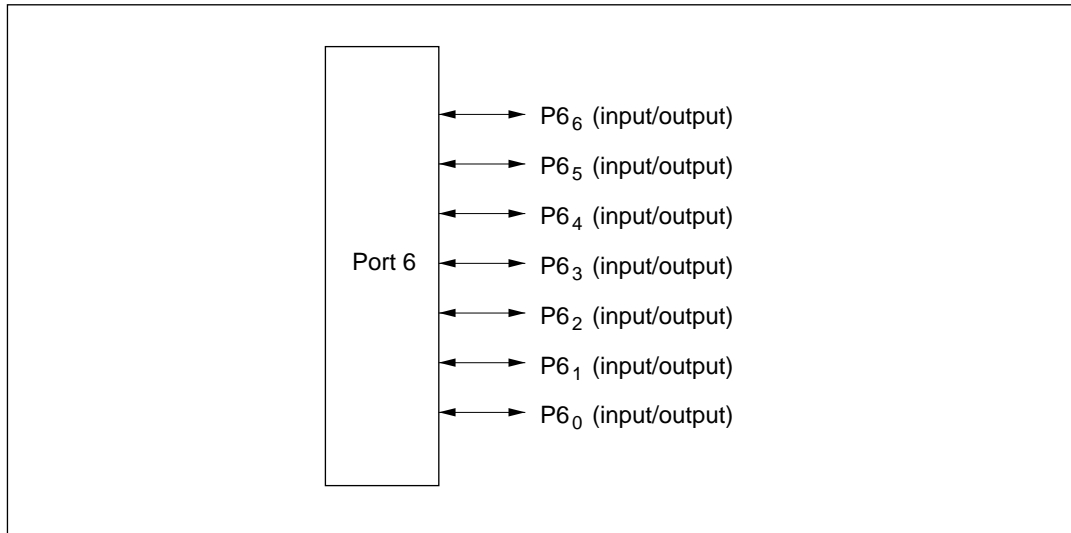 P6₆ (input/output)
P6₅ (input/output)
P6₄ (input/output)
Port 6
P6₃ (input/output)
P6₂ (input/output)
P6₁ (input/output)
P6₀ (input/output)